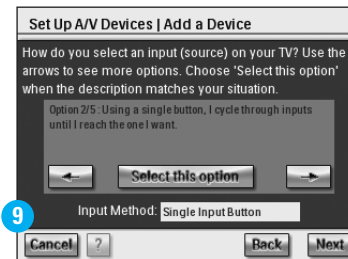 Set Up A/V Devices | Add a Device
How do you select an input (source) on your TV? Use the
arrows to see more options. Choose 'Select this option'
when the description matches your situation.
Option 2/5 : Using a single button, I cycle through inputs
until I reach the one I want.
Select this option
9
Input Method: Single Input Button
Cancel ? Back Next